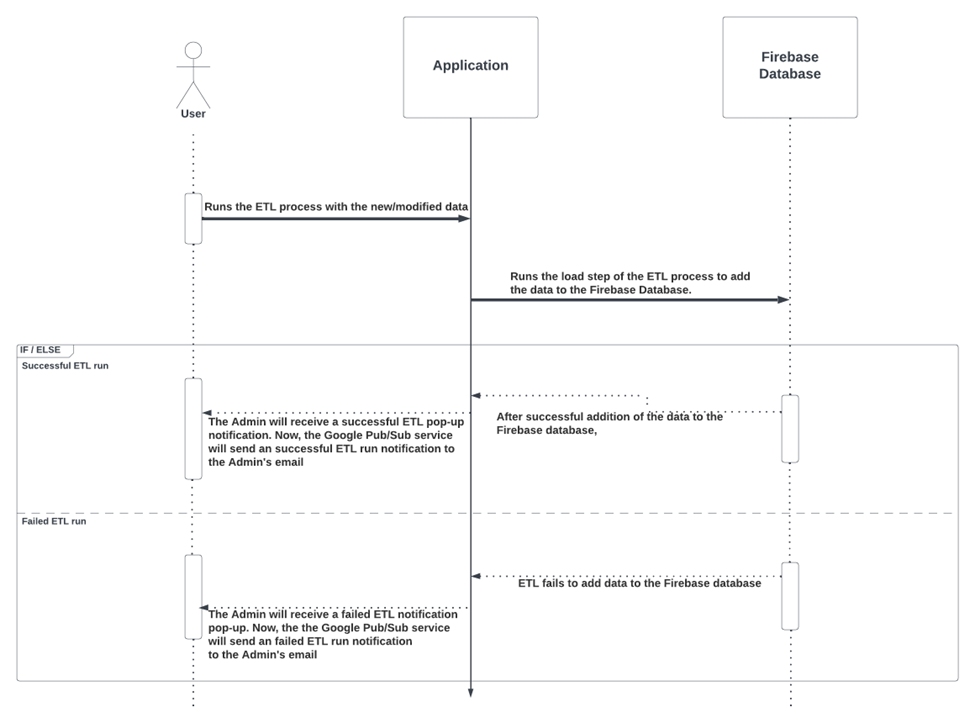 Application
Firebase
Database
User
Runs the ETL process with the new/modified data
Runs the load step of the ETL process to add
the data to the Firebase Database.
IF / ELSE
Successful ETL run
After successful addition of the data to the
Firebase database,
The Admin will receive a successful ETL pop-up
notification. Now, the Google Pub/Sub service
will send an successful ETL run notification to
the Admin's email
Failed ETL run
ETL fails to add data to the Firebase database
The Admin will receive a failed ETL notification
pop-up. Now, the the Google Pub/Sub service
will send an failed ETL run notification
to the Admin's email